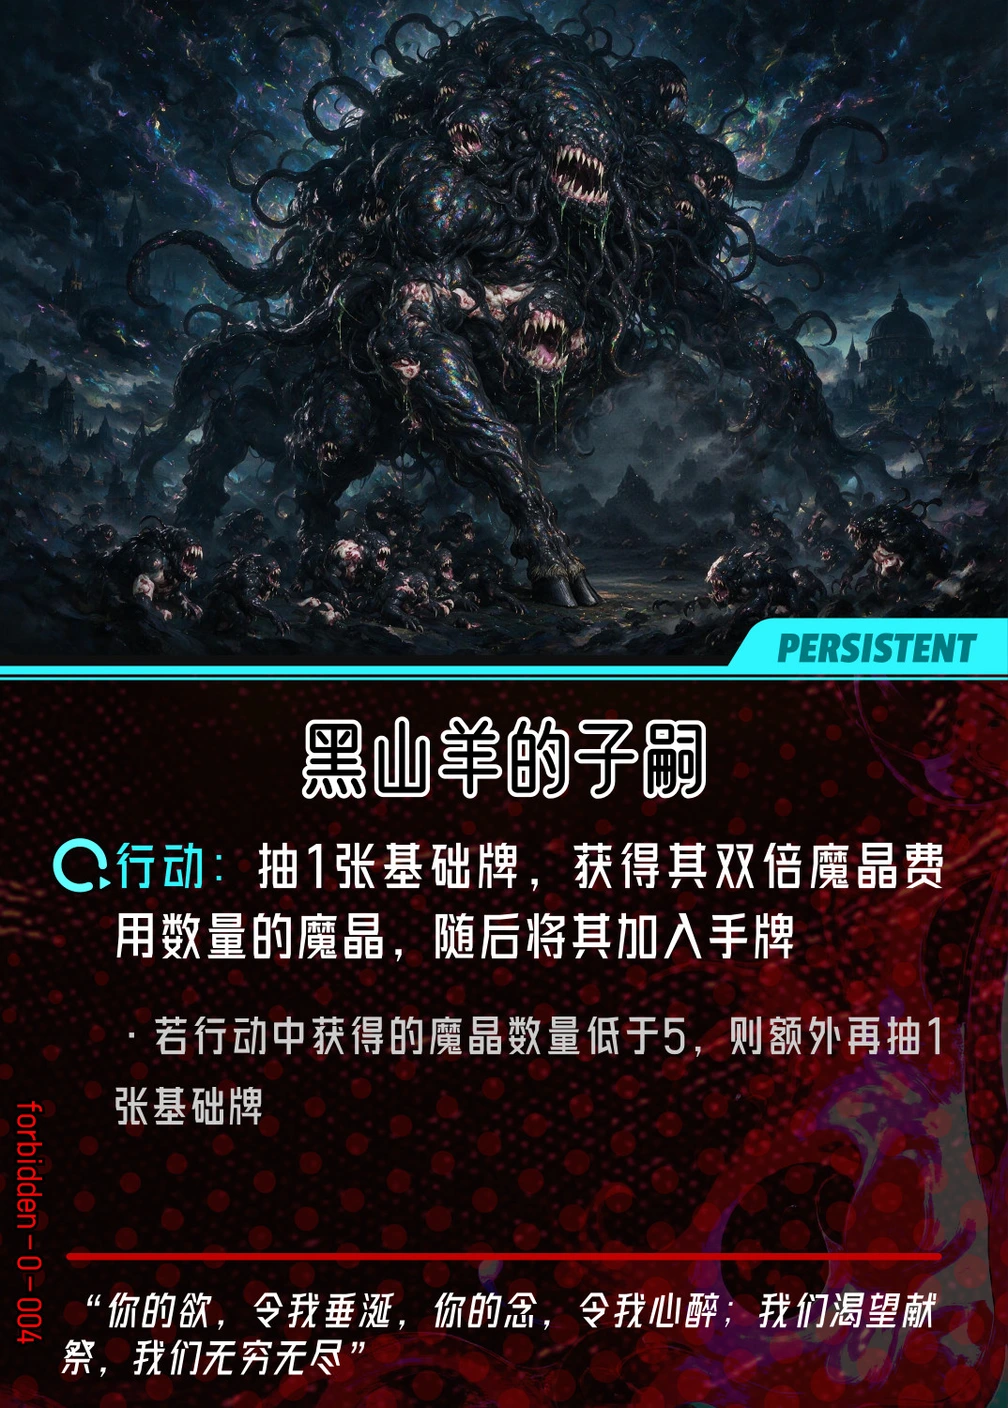 PERSISTENT
黑山羊的子嗣
行动：抽1张基础牌，获得其双倍魔晶费
用数量的魔晶，随后将其加入手牌
·若行动中获得的魔晶数量低于5，则额外再抽1
张基础牌
forbidden-0-004
“你的欲，令我垂涎，你的念，令我心醉；我们渴望献
祭，我们无穷无尽”